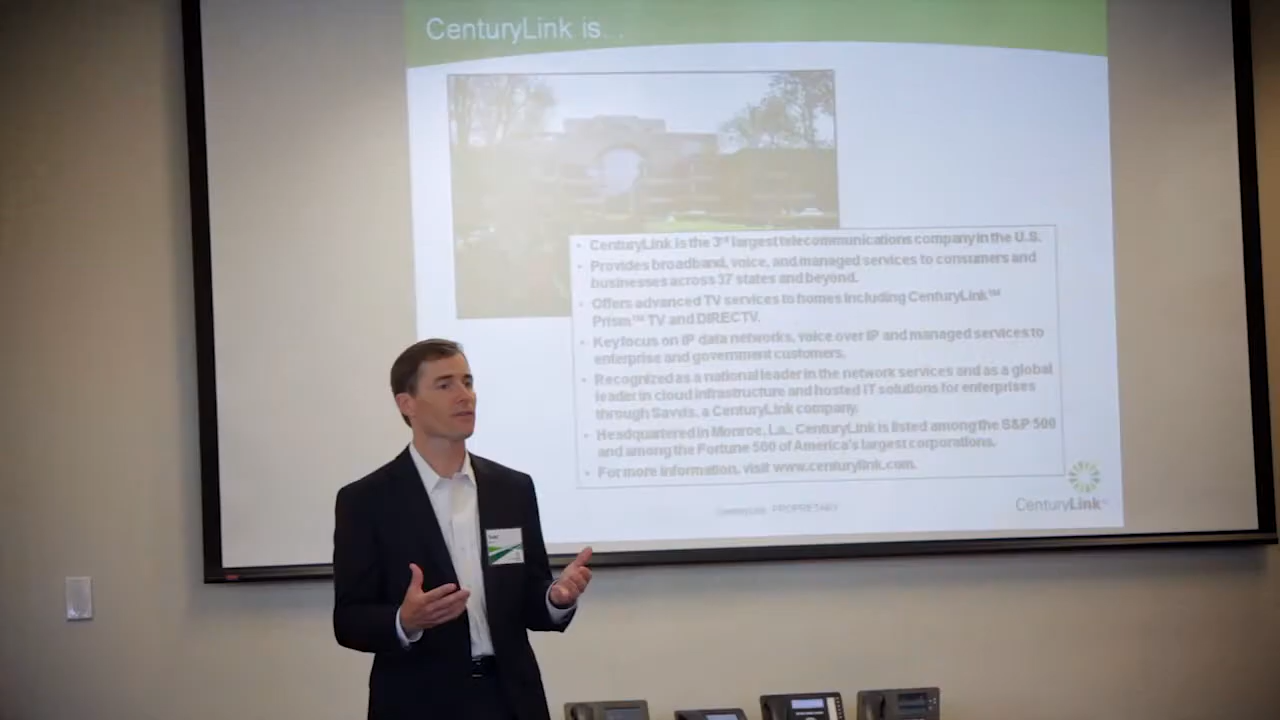 CenturyLink is...
• CenturyLink is the 3rd largest telecommunications company in the U.S.
• Provides broadband, voice, and managed services to consumers and
businesses across 37 states and beyond.
• Offers advanced TV services to homes including CenturyLink™
Prism™ TV and DIRECTV.
• Key focus on IP data networks, voice over IP and managed services to
enterprise and government customers.
• Recognized as a national leader in the network services and as a global
leader in cloud infrastructure and hosted IT solutions for enterprises
through Savvis, a CenturyLink company.
• Headquartered in Monroe, La., CenturyLink is listed among the S&P 500
and among the Fortune 500 of America's largest corporations.
• For more information, visit www.centurylink.com.
CenturyLink PROPRIETARY
CenturyLink